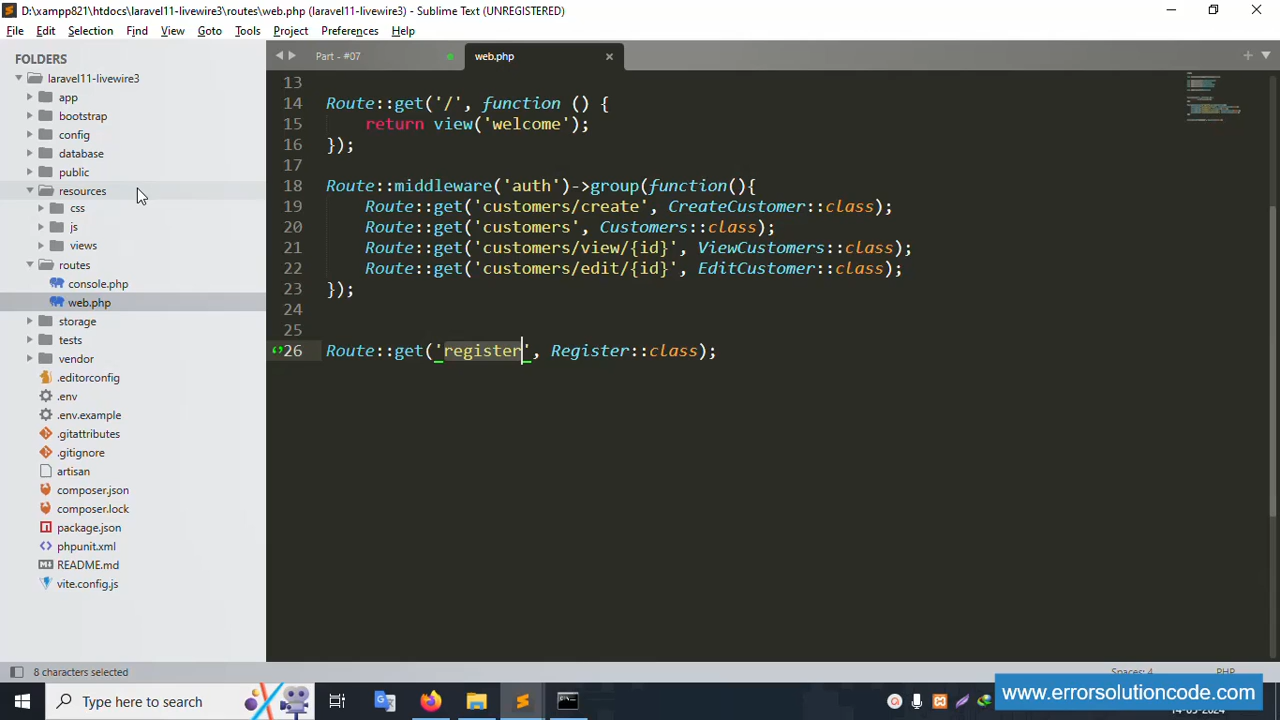 D:\xampp821\htdocs\laravel11-livewire3\routes\web.php (laravel11-livewire3) - Sublime Text (UNREGISTERED)
File Edit Selection Find View Goto Tools Project Preferences Help
FOLDERS
laravel11-livewire3
app
bootstrap
config
database
public
resources
css
js
views
routes
console.php
web.php
storage
tests
vendor
.editorconfig
.env
.env.example
.gitattributes
.gitignore
artisan
composer.json
composer.lock
package.json
phpunit.xml
README.md
vite.config.js
Part - #07
web.php
13
14 Route::get('/', function () {
15 return view('welcome');
16 });
17
18 Route::middleware('auth')->group(function(){
19 Route::get('customers/create', CreateCustomer::class);
20 Route::get('customers', Customers::class);
21 Route::get('customers/view/{id}', ViewCustomers::class);
22 Route::get('customers/edit/{id}', EditCustomer::class);
23 });
24
25
26 Route::get('register', Register::class);
8 characters selected
Spaces: 4
PHP
Type here to search
www.errorsolutioncode.com